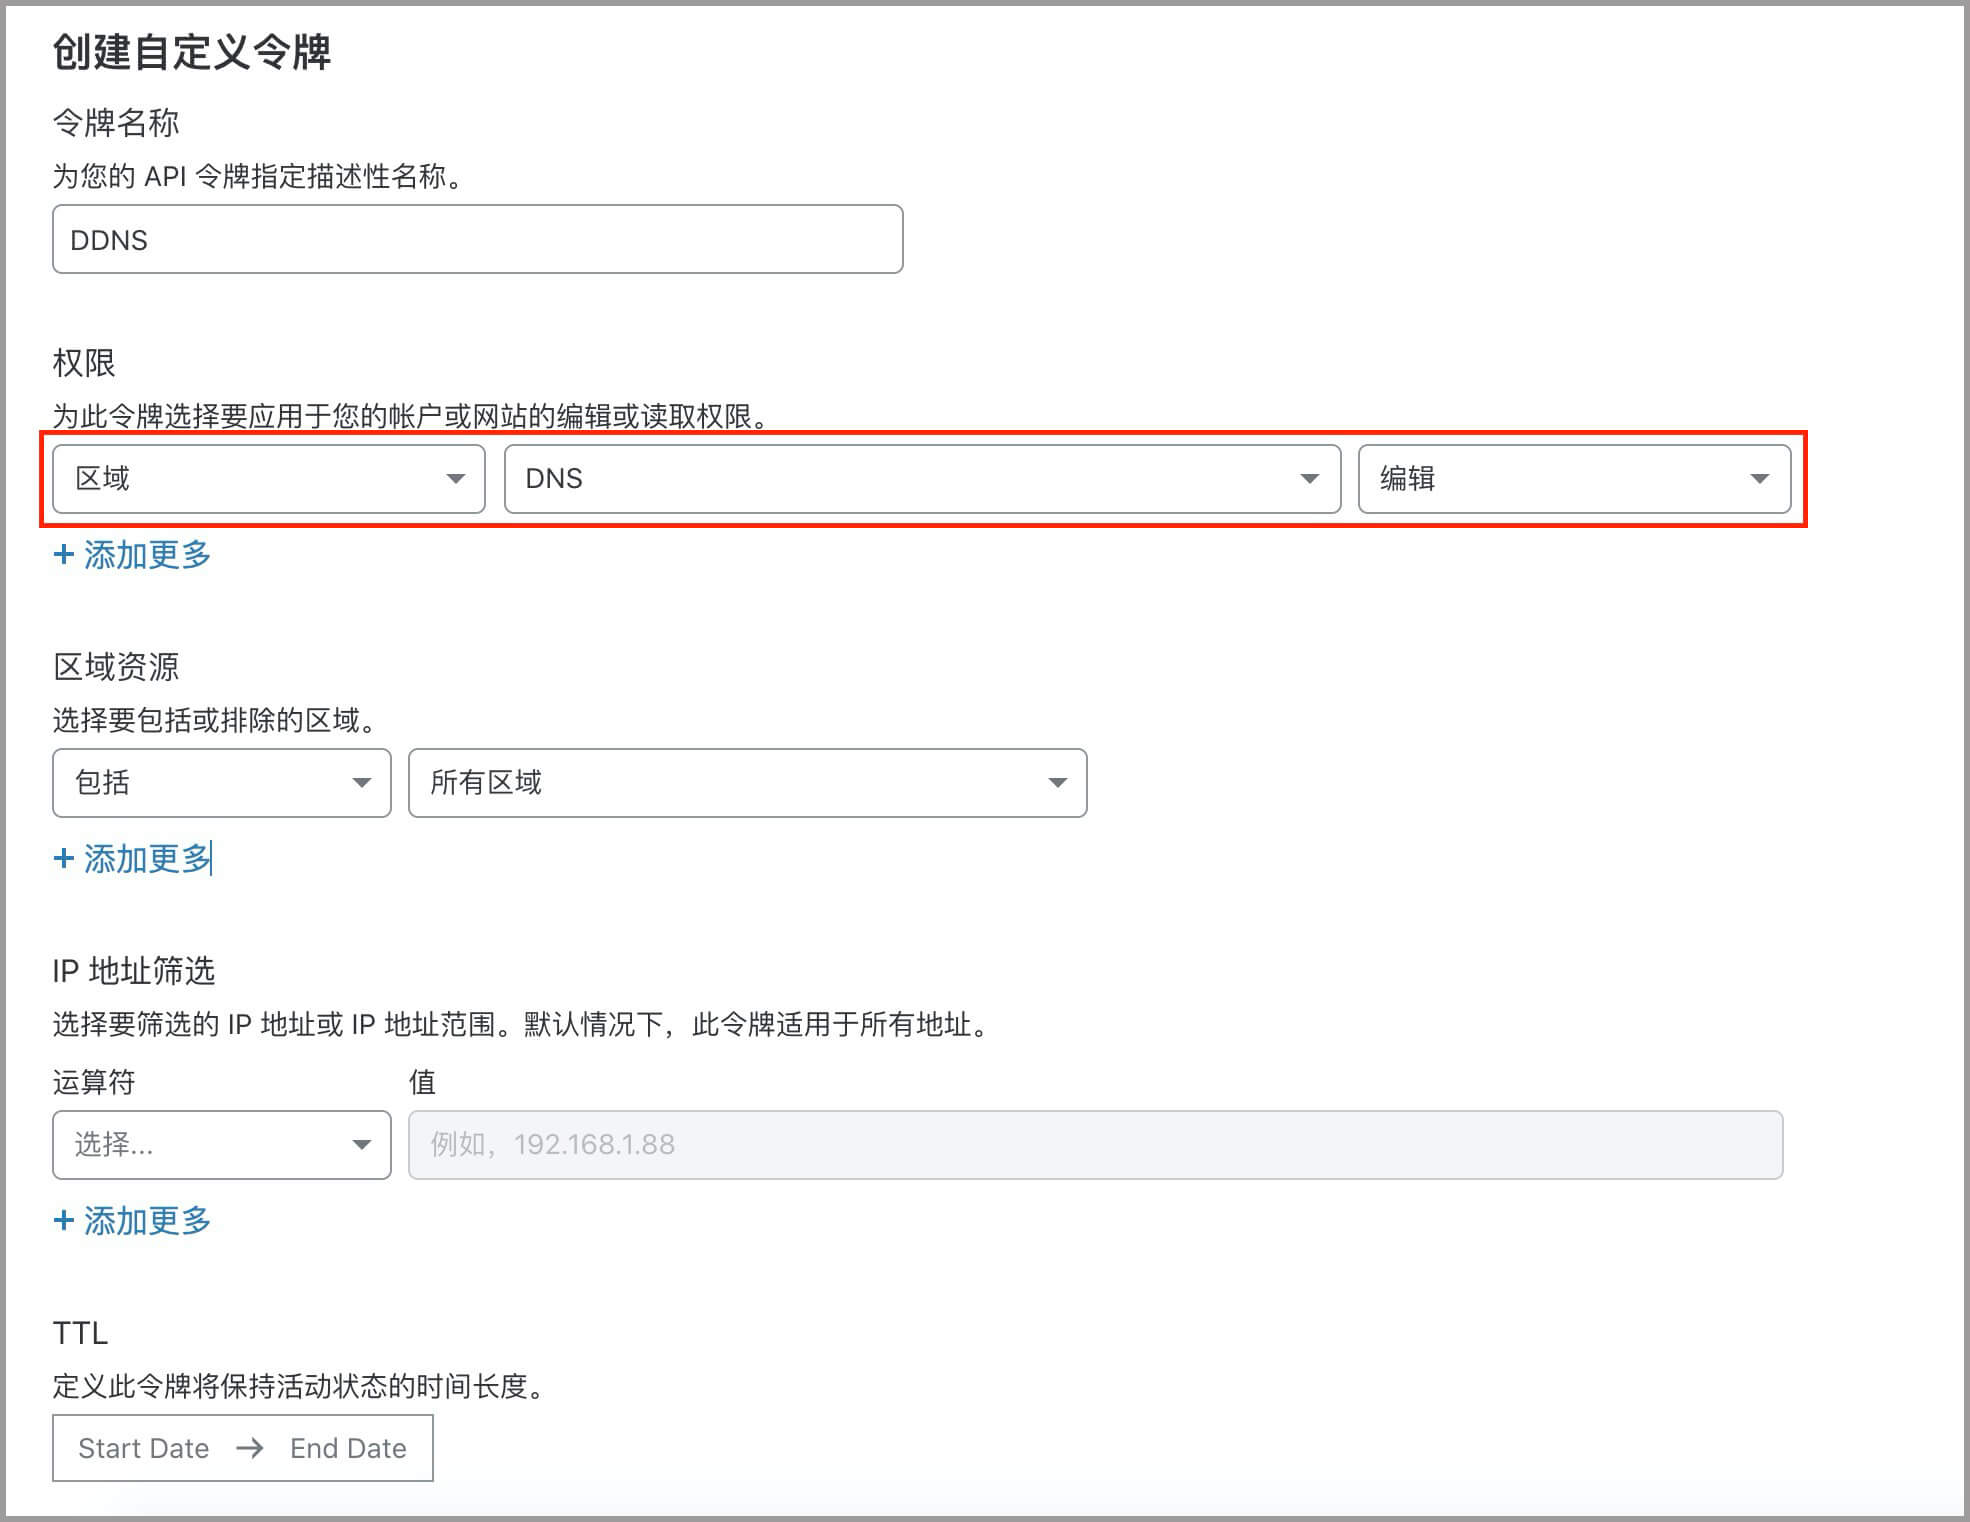 创建自定义令牌
令牌名称
为您的 API 令牌指定描述性名称。
DDNS
权限
为此令牌选择要应用于您的帐户或网站的编辑或读取权限。
区域 DNS 编辑
+ 添加更多
区域资源
选择要包括或排除的区域。
包括 所有区域
+ 添加更多
IP 地址筛选
选择要筛选的 IP 地址或 IP 地址范围。默认情况下，此令牌适用于所有地址。
运算符 值
选择... 例如，192.168.1.88
+ 添加更多
TTL
定义此令牌将保持活动状态的时间长度。
Start Date → End Date